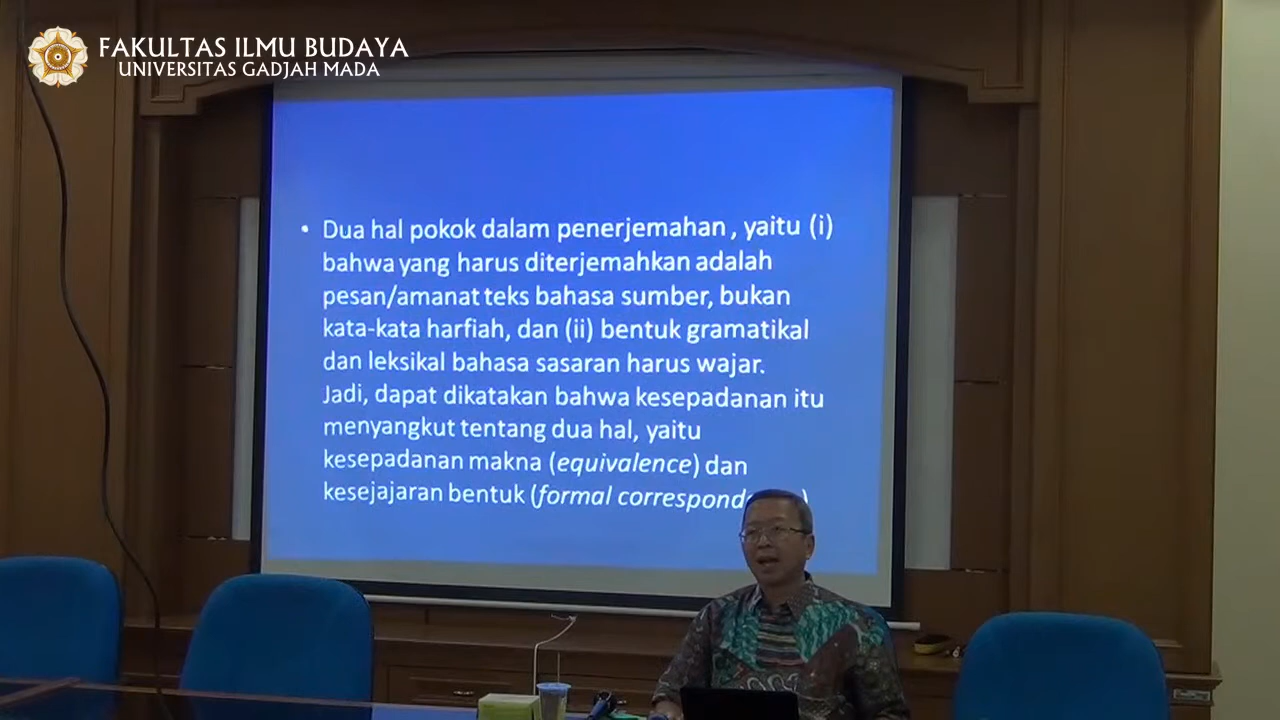 FAKULTAS ILMU BUDAYA
UNIVERSITAS GADJAH MADA
• Dua hal pokok dalam penerjemahan , yaitu (i)
bahwa yang harus diterjemahkan adalah
pesan/amanat teks bahasa sumber, bukan
kata-kata harfiah, dan (ii) bentuk gramatikal
dan leksikal bahasa sasaran harus wajar.
Jadi, dapat dikatakan bahwa kesepadanan itu
menyangkut tentang dua hal, yaitu
kesepadanan makna (equivalence) dan
kesejajaran bentuk (formal